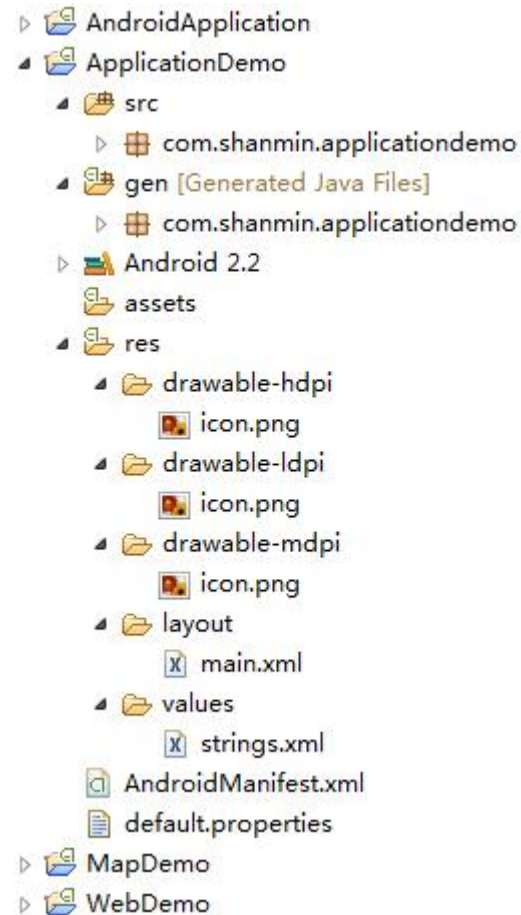 AndroidApplication
ApplicationDemo
src
com.shanmin.applicationdemo
gen [Generated Java Files]
com.shanmin.applicationdemo
Android 2.2
assets
res
drawable-hdpi
icon.png
drawable-ldpi
icon.png
drawable-mdpi
icon.png
layout
main.xml
values
strings.xml
AndroidManifest.xml
default.properties
MapDemo
WebDemo